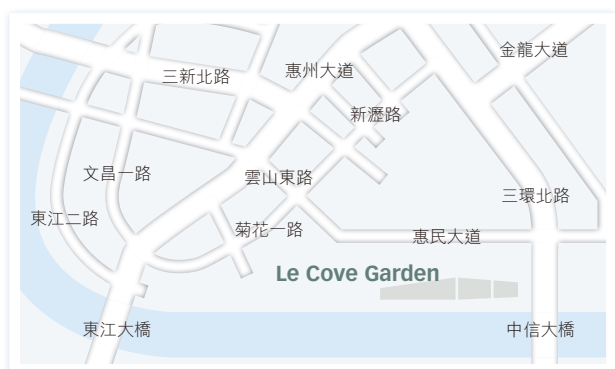 金龍大道
三新北路
惠州大道
新瀝路
文昌一路
雲山東路
三環北路
東江二路
菊花一路
惠民大道
Le Cove Garden
東江大橋
中信大橋